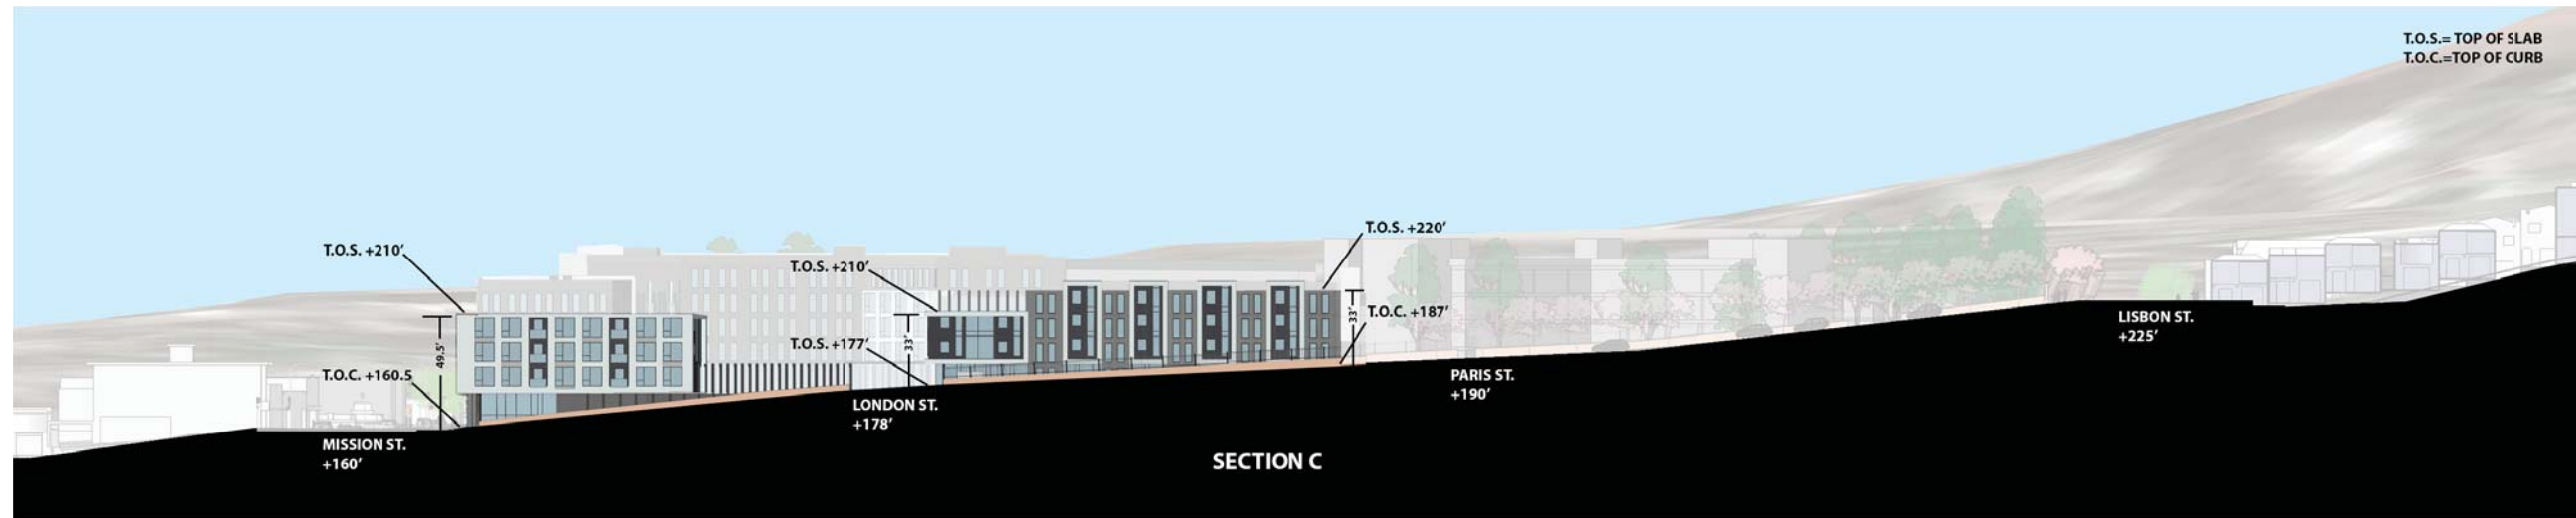 T.O.S.= TOP OF SLAB
T.O.C.=TOP OF CURB
T.O.S. +210'
T.O.C. +160.5
49.5'
MISSION ST.
+160'
T.O.S. +210'
T.O.S. +177'
33'
LONDON ST.
+178'
T.O.S. +220'
T.O.C. +187'
33'
PARIS ST.
+190'
LISBON ST.
+225'
SECTION C